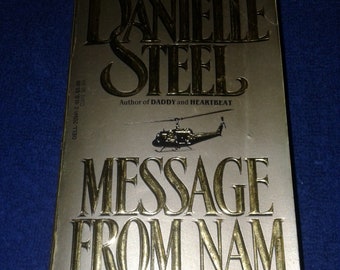 DANIELLE
STEEL
Author of DADDY and HEARTBEAT
MESSAGE
FROM NAM